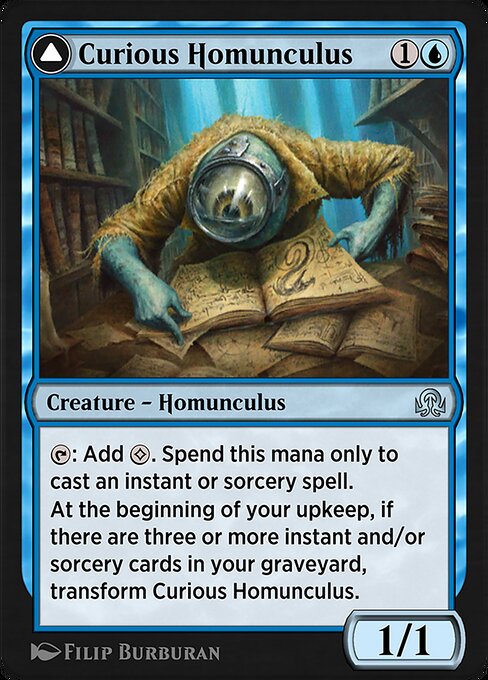 Curious Homunculus 1
Creature – Homunculus
: Add . Spend this mana only to
cast an instant or sorcery spell.
At the beginning of your upkeep, if
there are three or more instant and/or
sorcery cards in your graveyard,
transform Curious Homunculus.
1/1
Filip Burburan